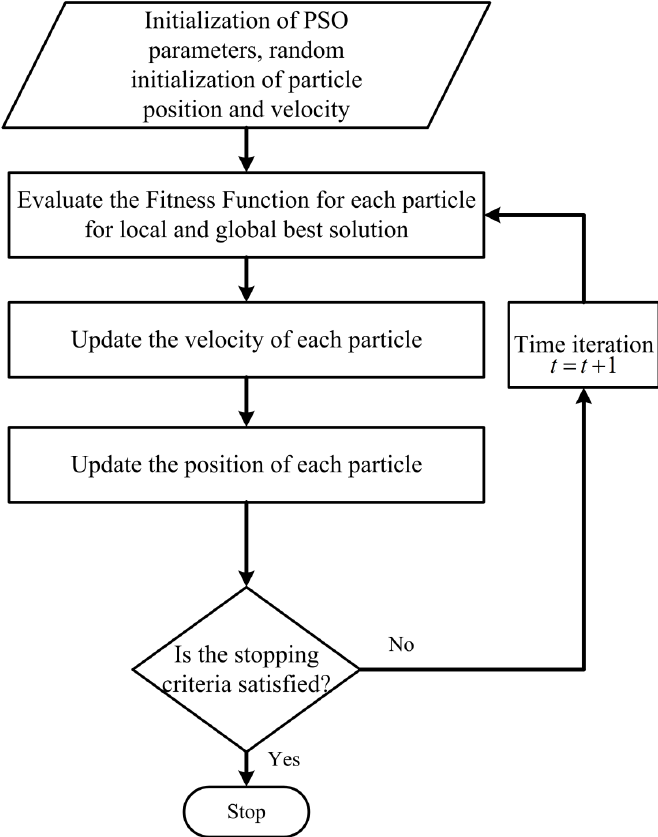 Initialization of PSO
parameters, random
initialization of particle
position and velocity
Evaluate the Fitness Function for each particle
for local and global best solution
Update the velocity of each particle
Time iteration
t = t+1
Update the position of each particle
Is the stopping
criteria satisfied?
No
Yes
Stop